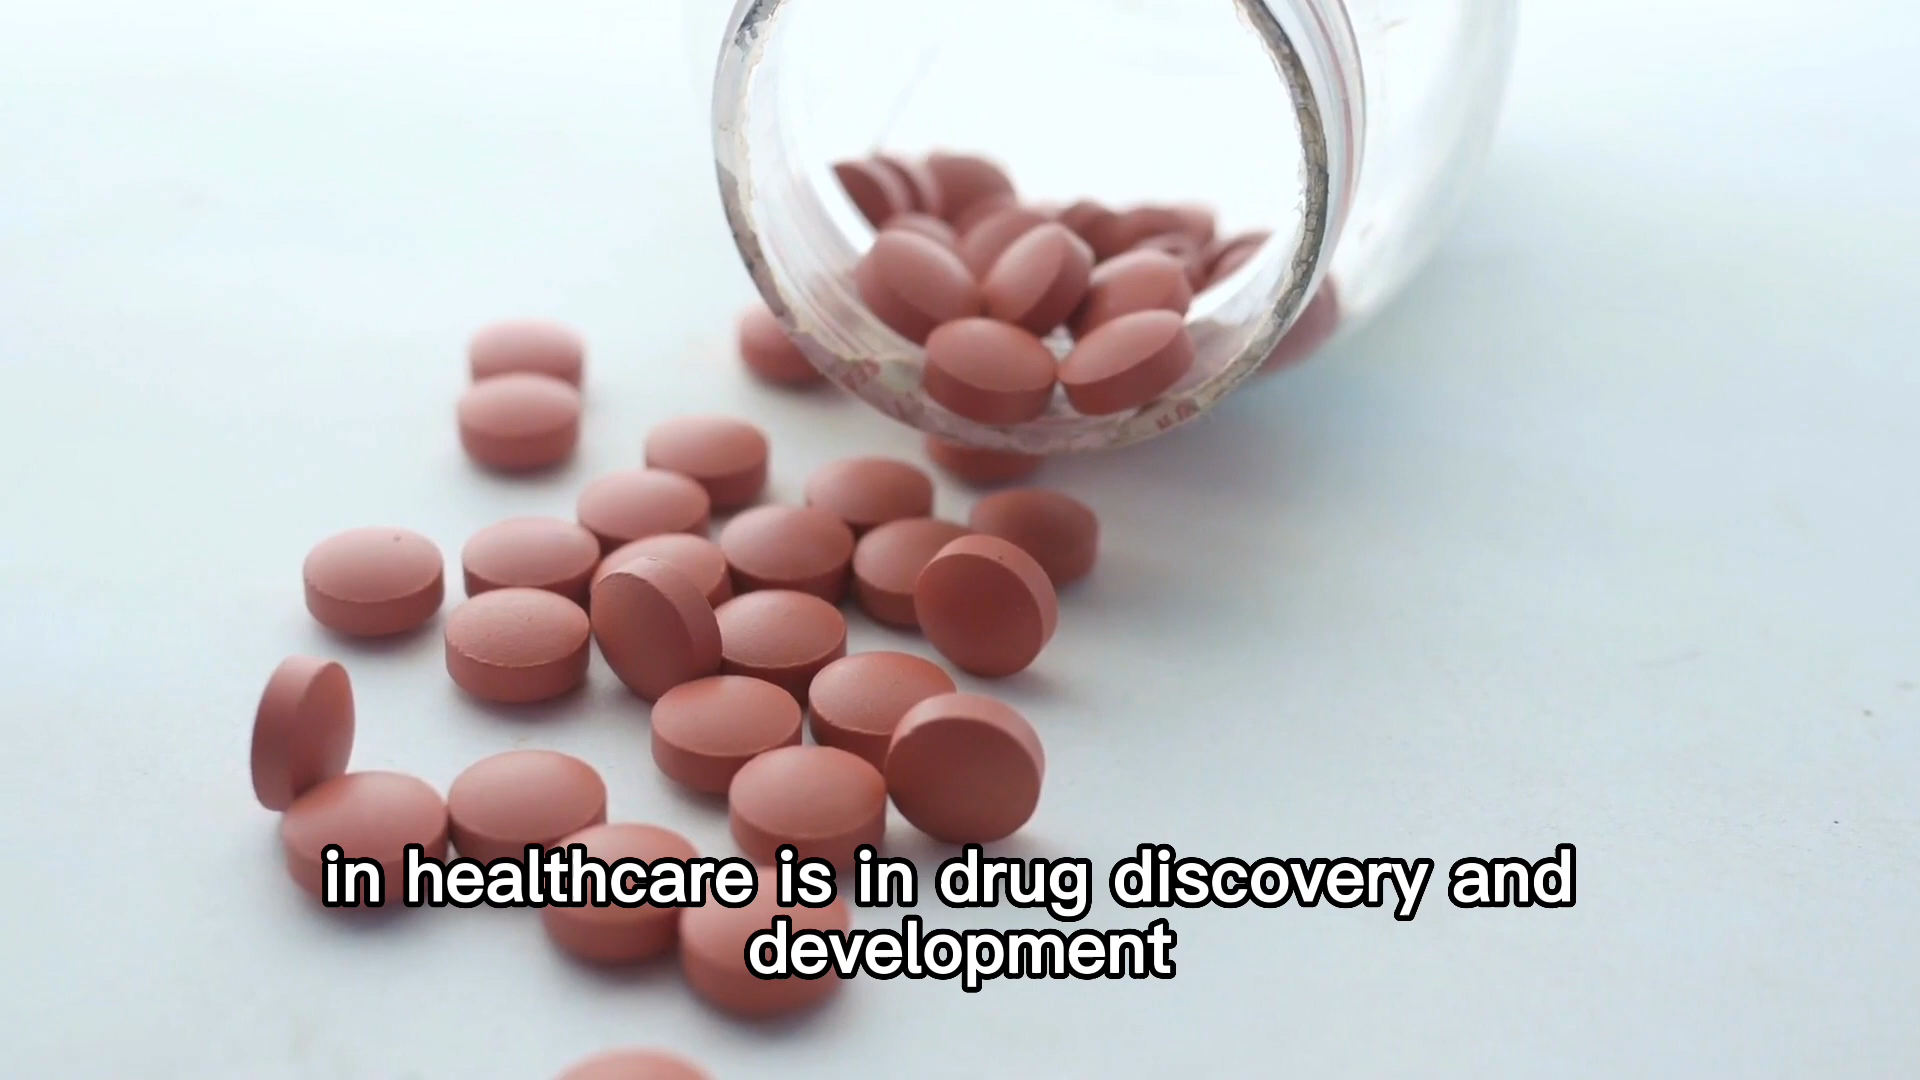 in healthcare is in drug discovery and
development